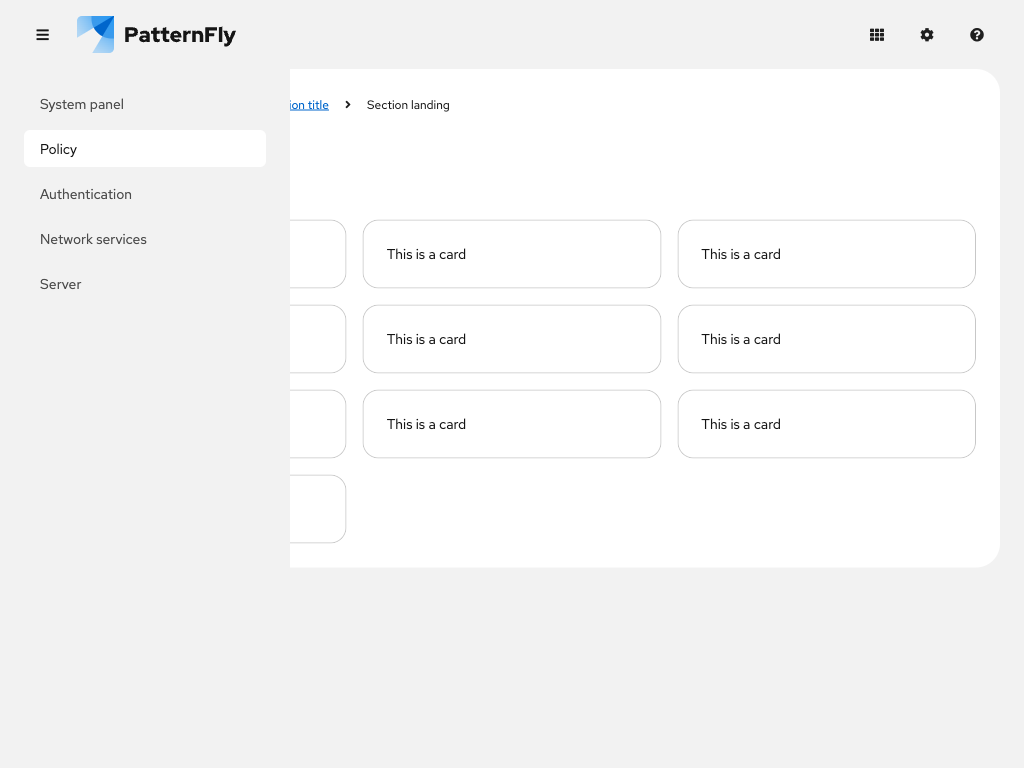 PatternFly
System panel
Policy
Authentication
Network services
Server
title
Section landing
This is a card
This is a card
This is a card
This is a card
This is a card
This is a card